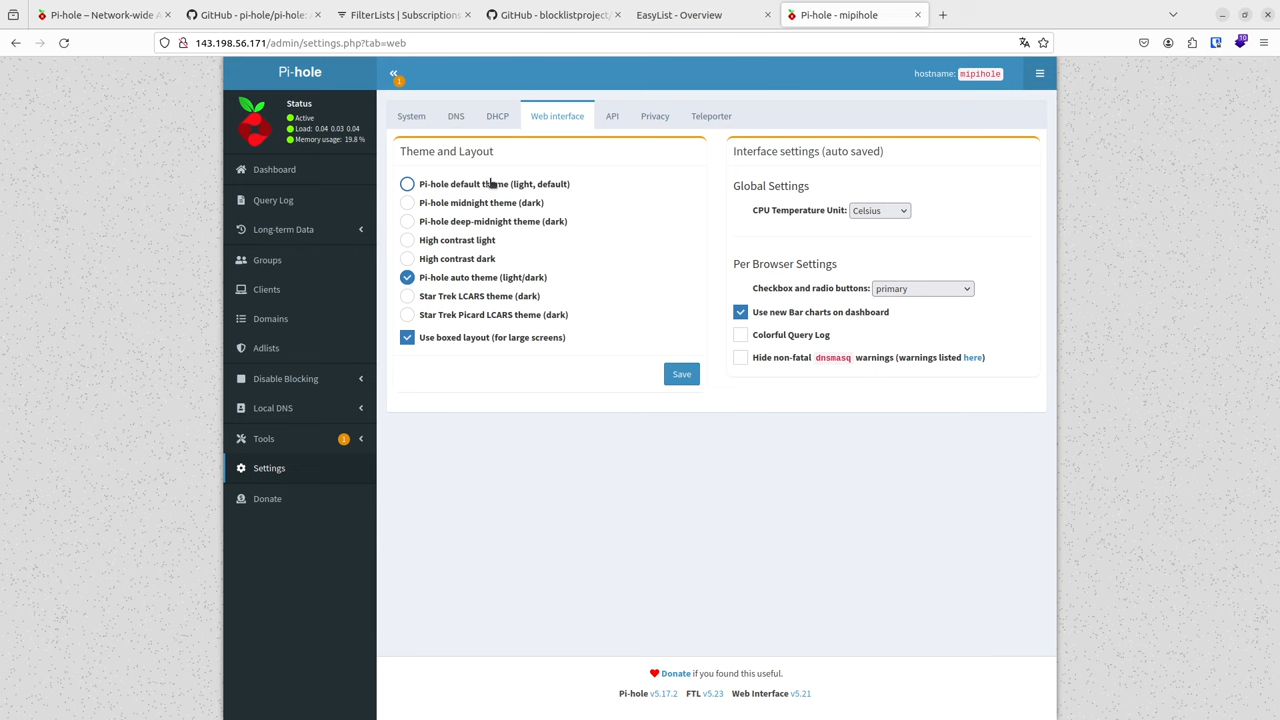 Pi-hole – Network-wide A
GitHub - pi-hole/pi-hole:
FilterLists | Subscriptions
GitHub - blocklistproject/
EasyList - Overview
Pi-hole - mipihole
143.198.56.171/admin/settings.php?tab=web
10
Pi-hole
1
hostname: mipihole
Status
Active
Load: 0.04 0.03 0.04
Memory usage: 19.8 %
Dashboard
Query Log
Long-term Data
Groups
Clients
Domains
Adlists
Disable Blocking
Local DNS
Tools 1
Settings
Donate
System
DNS
DHCP
Web interface
API
Privacy
Teleporter
Theme and Layout
Pi-hole default theme (light, default)
Pi-hole midnight theme (dark)
Pi-hole deep-midnight theme (dark)
High contrast light
High contrast dark
Pi-hole auto theme (light/dark)
Star Trek LCARS theme (dark)
Star Trek Picard LCARS theme (dark)
Use boxed layout (for large screens)
Save
Interface settings (auto saved)
Global Settings
CPU Temperature Unit: Celsius
Per Browser Settings
Checkbox and radio buttons: primary
Use new Bar charts on dashboard
Colorful Query Log
Hide non-fatal dnsmasq warnings (warnings listed here)
Donate if you found this useful.
Pi-hole v5.17.2 FTL v5.23 Web Interface v5.21